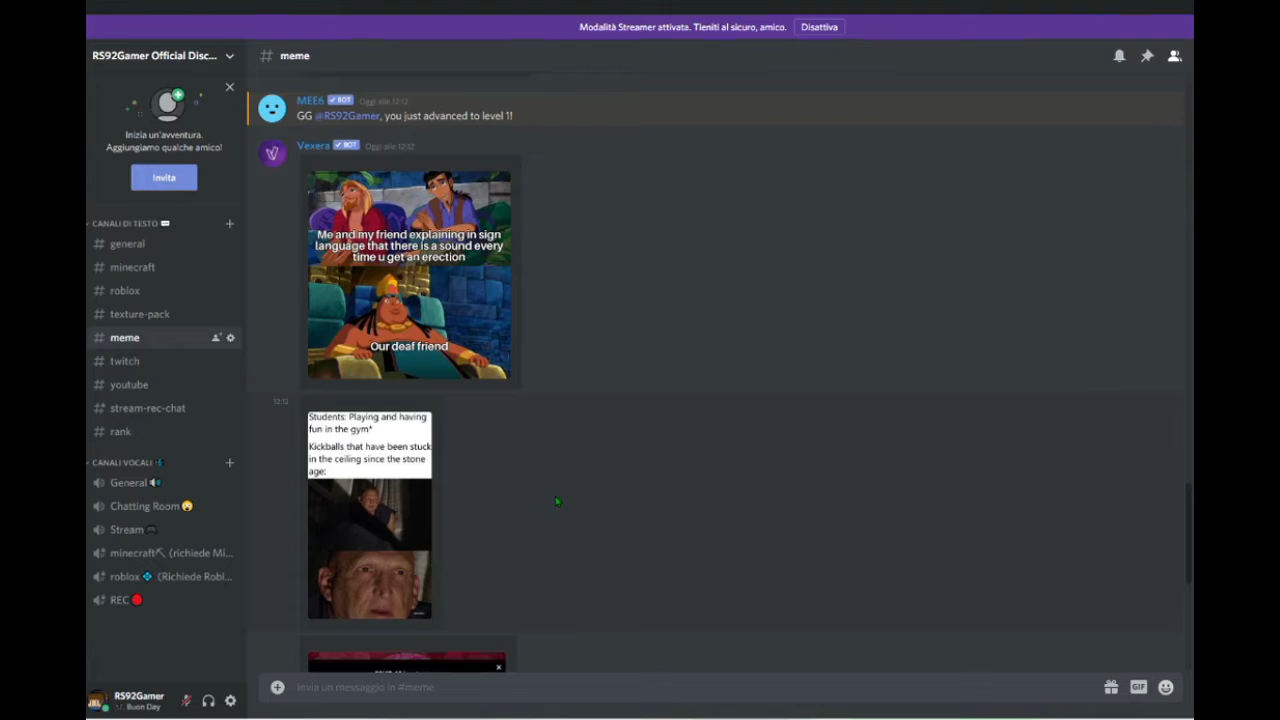 Modalità Streamer attivata. Tieniti al sicuro, amico.
Disattiva
RS92Gamer Official Disc...
meme
Inizia un'avventura.
Aggiungiamo qualche amico!
Invita
CANALI DI TESTO
general
minecraft
roblox
texture-pack
meme
twitch
youtube
stream-rec-chat
rank
CANALI VOCALI
General
Chatting Room
Stream
minecraft (richiede Mi...
roblox (Richiede Robl...
REC
RS92Gamer
Buon Day
MEE6 BOT Oggi alle 12:12
GG @RS92Gamer, you just advanced to level 1!
Vexera BOT Oggi alle 12:12
Me and my friend explaining in sign
language that there is a sound every
time u get an erection
Our deaf friend
12:12
Students: Playing and having
fun in the gym*
Kickballs that have been stuck
in the ceiling since the stone
age:
Invia un messaggio in #meme
GIF